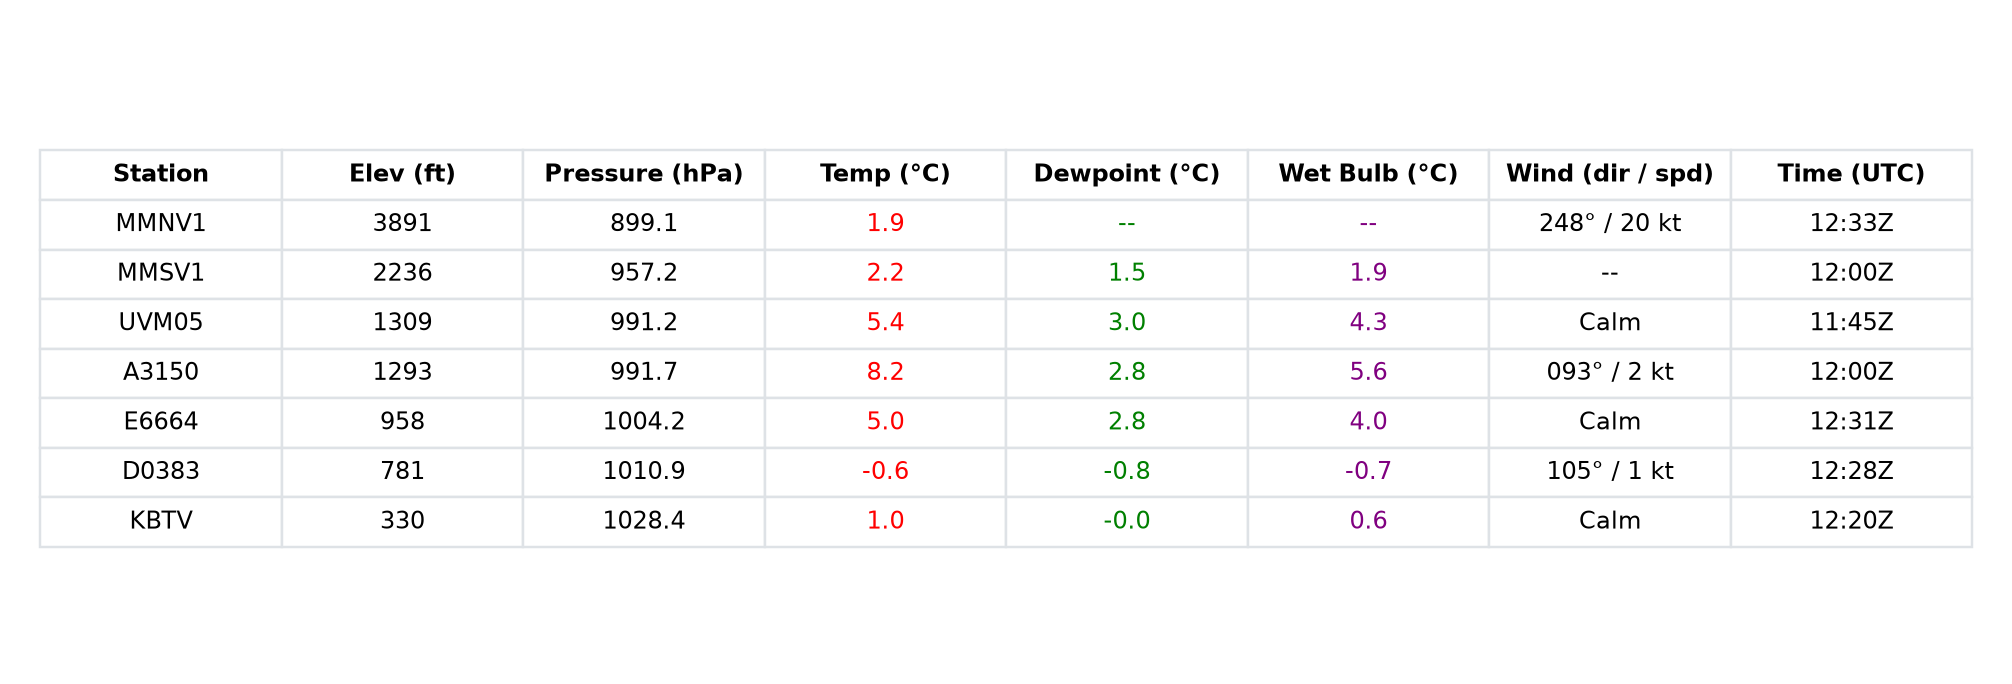 Station Elev (ft) Pressure (hPa) Temp (°C) Dewpoint (°C) Wet Bulb (°C) Wind (dir / spd) Time (UTC)
MMNV1 3891 899.1 1.9 -- -- 248° / 20 kt 12:33Z
MMSV1 2236 957.2 2.2 1.5 1.9 -- 12:00Z
UVM05 1309 991.2 5.4 3.0 4.3 Calm 11:45Z
A3150 1293 991.7 8.2 2.8 5.6 093° / 2 kt 12:00Z
E6664 958 1004.2 5.0 2.8 4.0 Calm 12:31Z
D0383 781 1010.9 -0.6 -0.8 -0.7 105° / 1 kt 12:28Z
KBTV 330 1028.4 1.0 -0.0 0.6 Calm 12:20Z